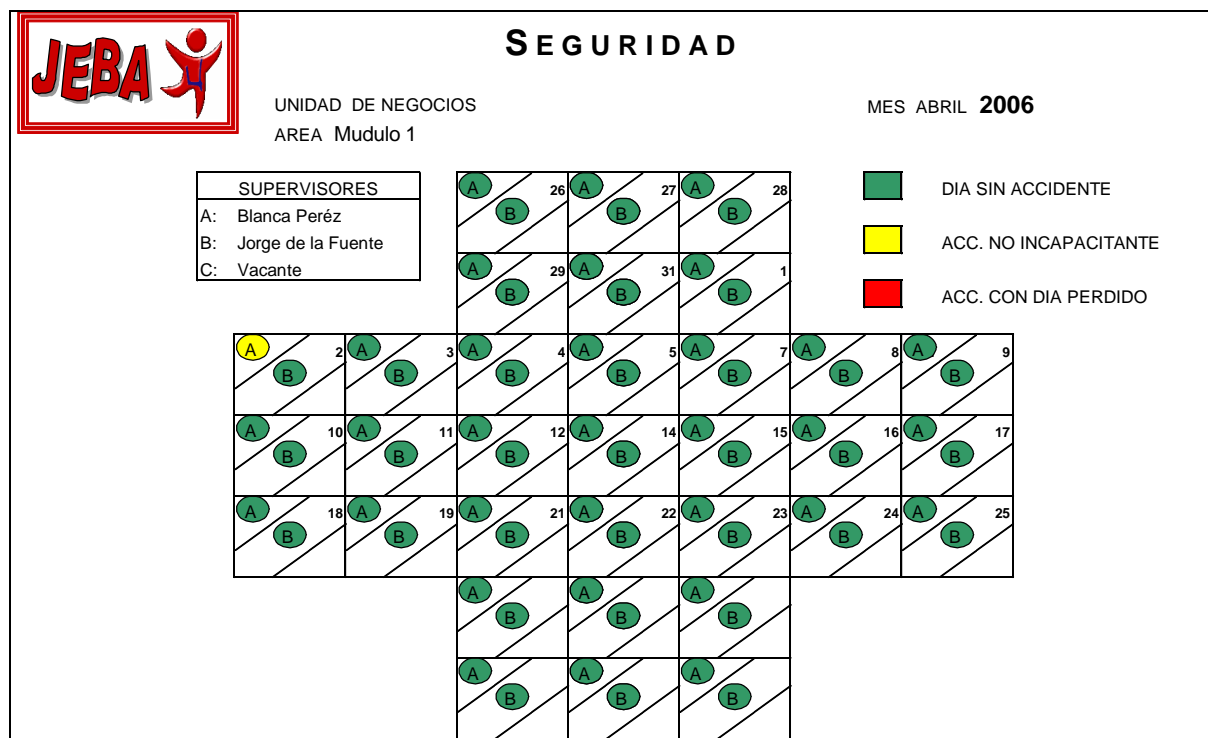 JEBA
SEGURIDAD
UNIDAD DE NEGOCIOS
MES ABRIL 2006
AREA Mudulo 1
SUPERVISORES
A: Blanca Peréz
B: Jorge de la Fuente
C: Vacante
DIA SIN ACCIDENTE
ACC. NO INCAPACITANTE
ACC. CON DIA PERDIDO
A 26 A 27 A 28
B B B
A 29 A 31 A 1
B B B
A 2 A 3 A 4 A 5 A 7 A 8 A 9
B B B B B B B
A 10 A 11 A 12 A 14 A 15 A 16 A 17
B B B B B B B
A 18 A 19 A 21 A 22 A 23 A 24 A 25
B B B B B B B
A A A
B B B
A A A
B B B